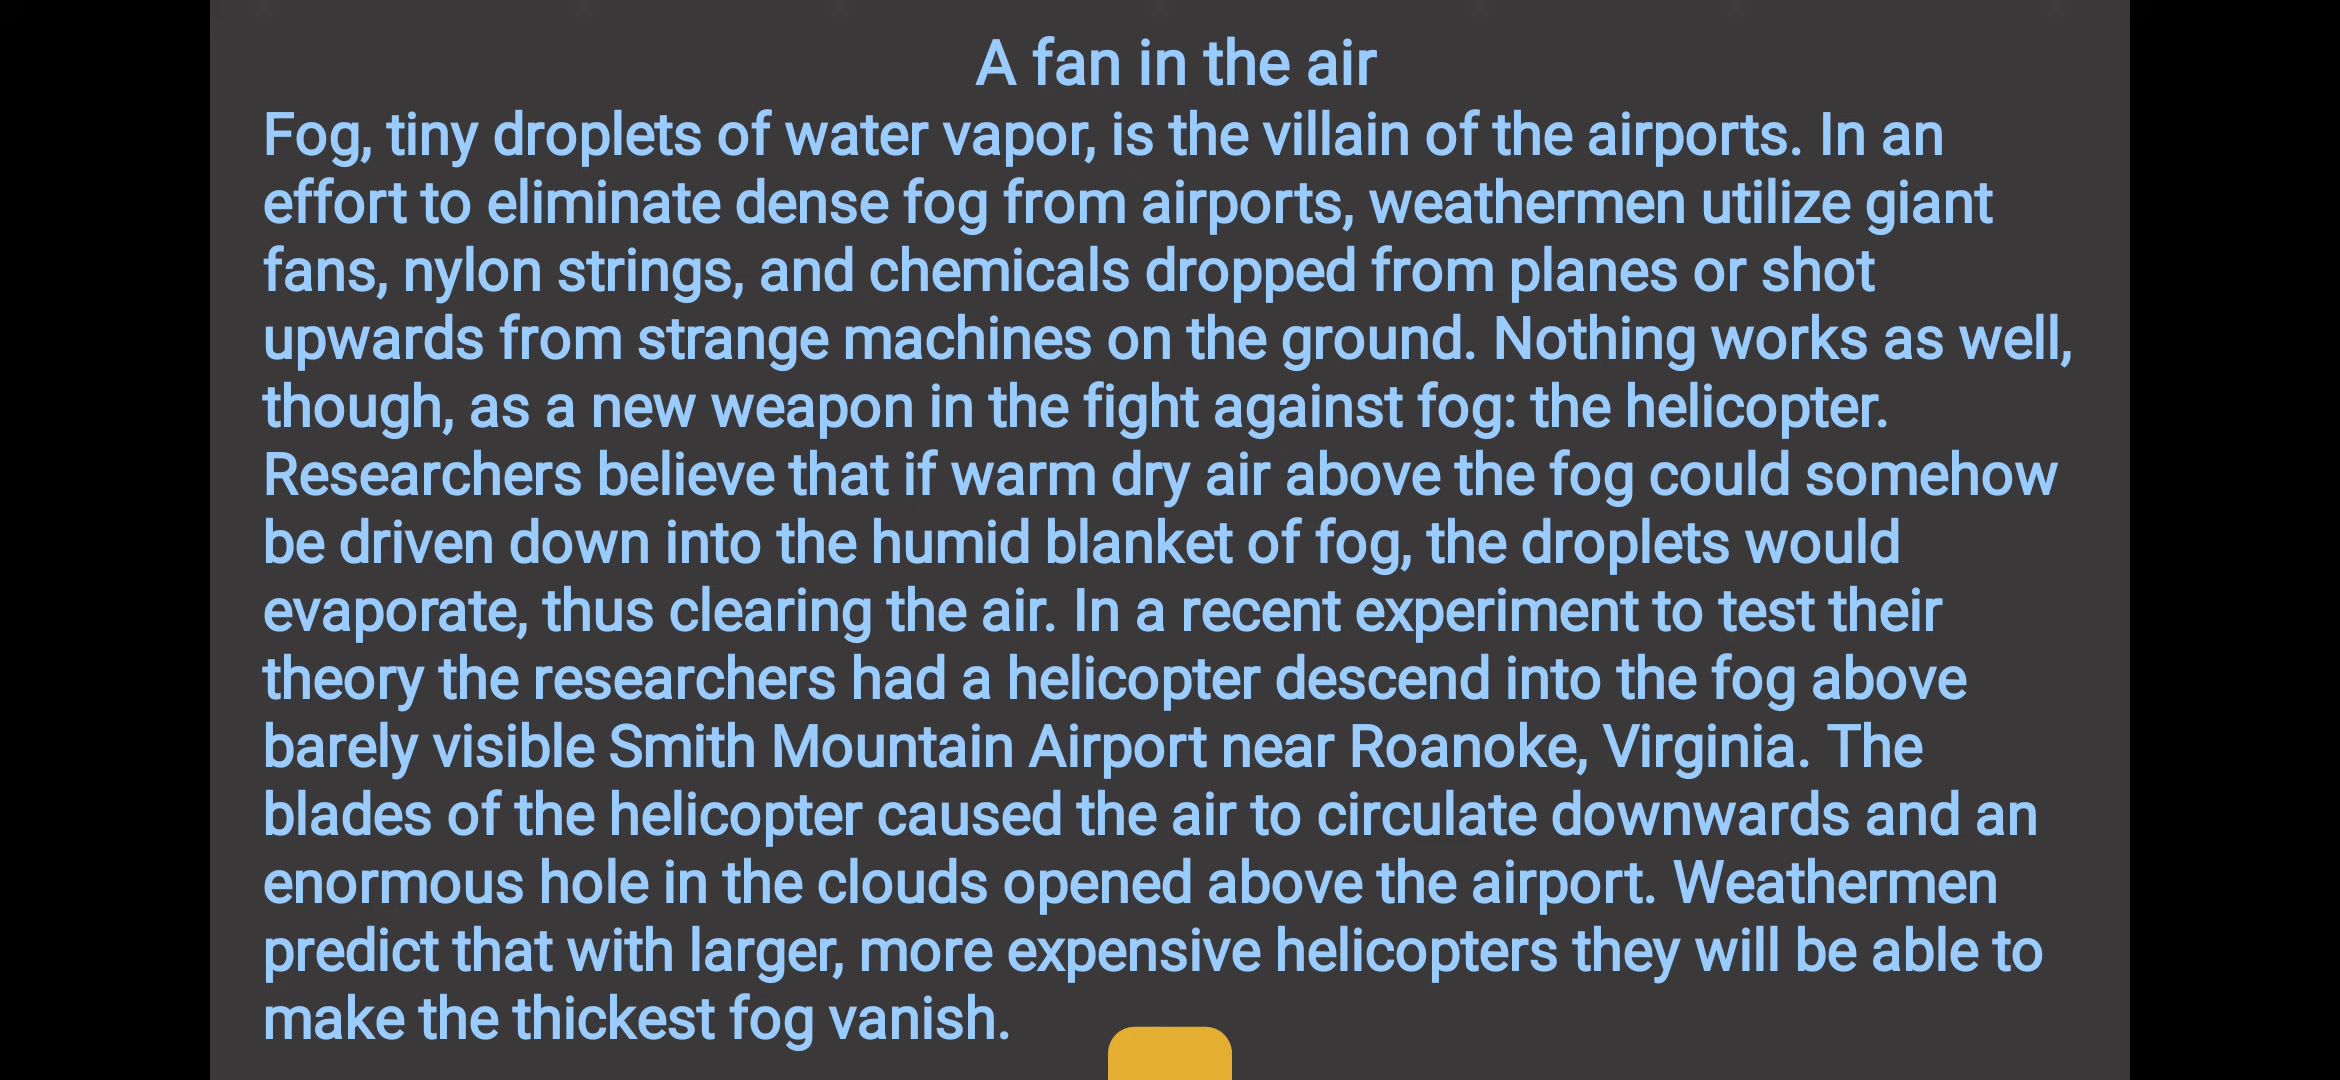 A fan in the air
Fog, tiny droplets of water vapor, is the villain of the airports. In an
effort to eliminate dense fog from airports, weathermen utilize giant
fans, nylon strings, and chemicals dropped from planes or shot
upwards from strange machines on the ground. Nothing works as well,
though, as a new weapon in the fight against fog: the helicopter.
Researchers believe that if warm dry air above the fog could somehow
be driven down into the humid blanket of fog, the droplets would
evaporate, thus clearing the air. In a recent experiment to test their
theory the researchers had a helicopter descend into the fog above
barely visible Smith Mountain Airport near Roanoke, Virginia. The
blades of the helicopter caused the air to circulate downwards and an
enormous hole in the clouds opened above the airport. Weathermen
predict that with larger, more expensive helicopters they will be able to
make the thickest fog vanish.